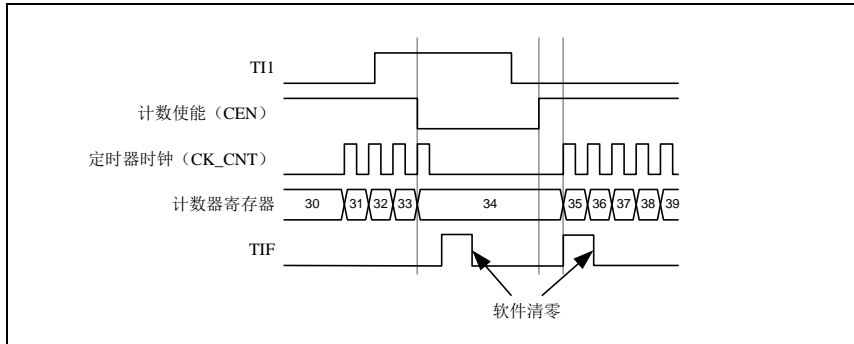 TI1
计数使能（CEN）
定时器时钟（CK_CNT）
计数器寄存器 30 31 32 33 34 35 36 37 38 39
TIF
软件清零